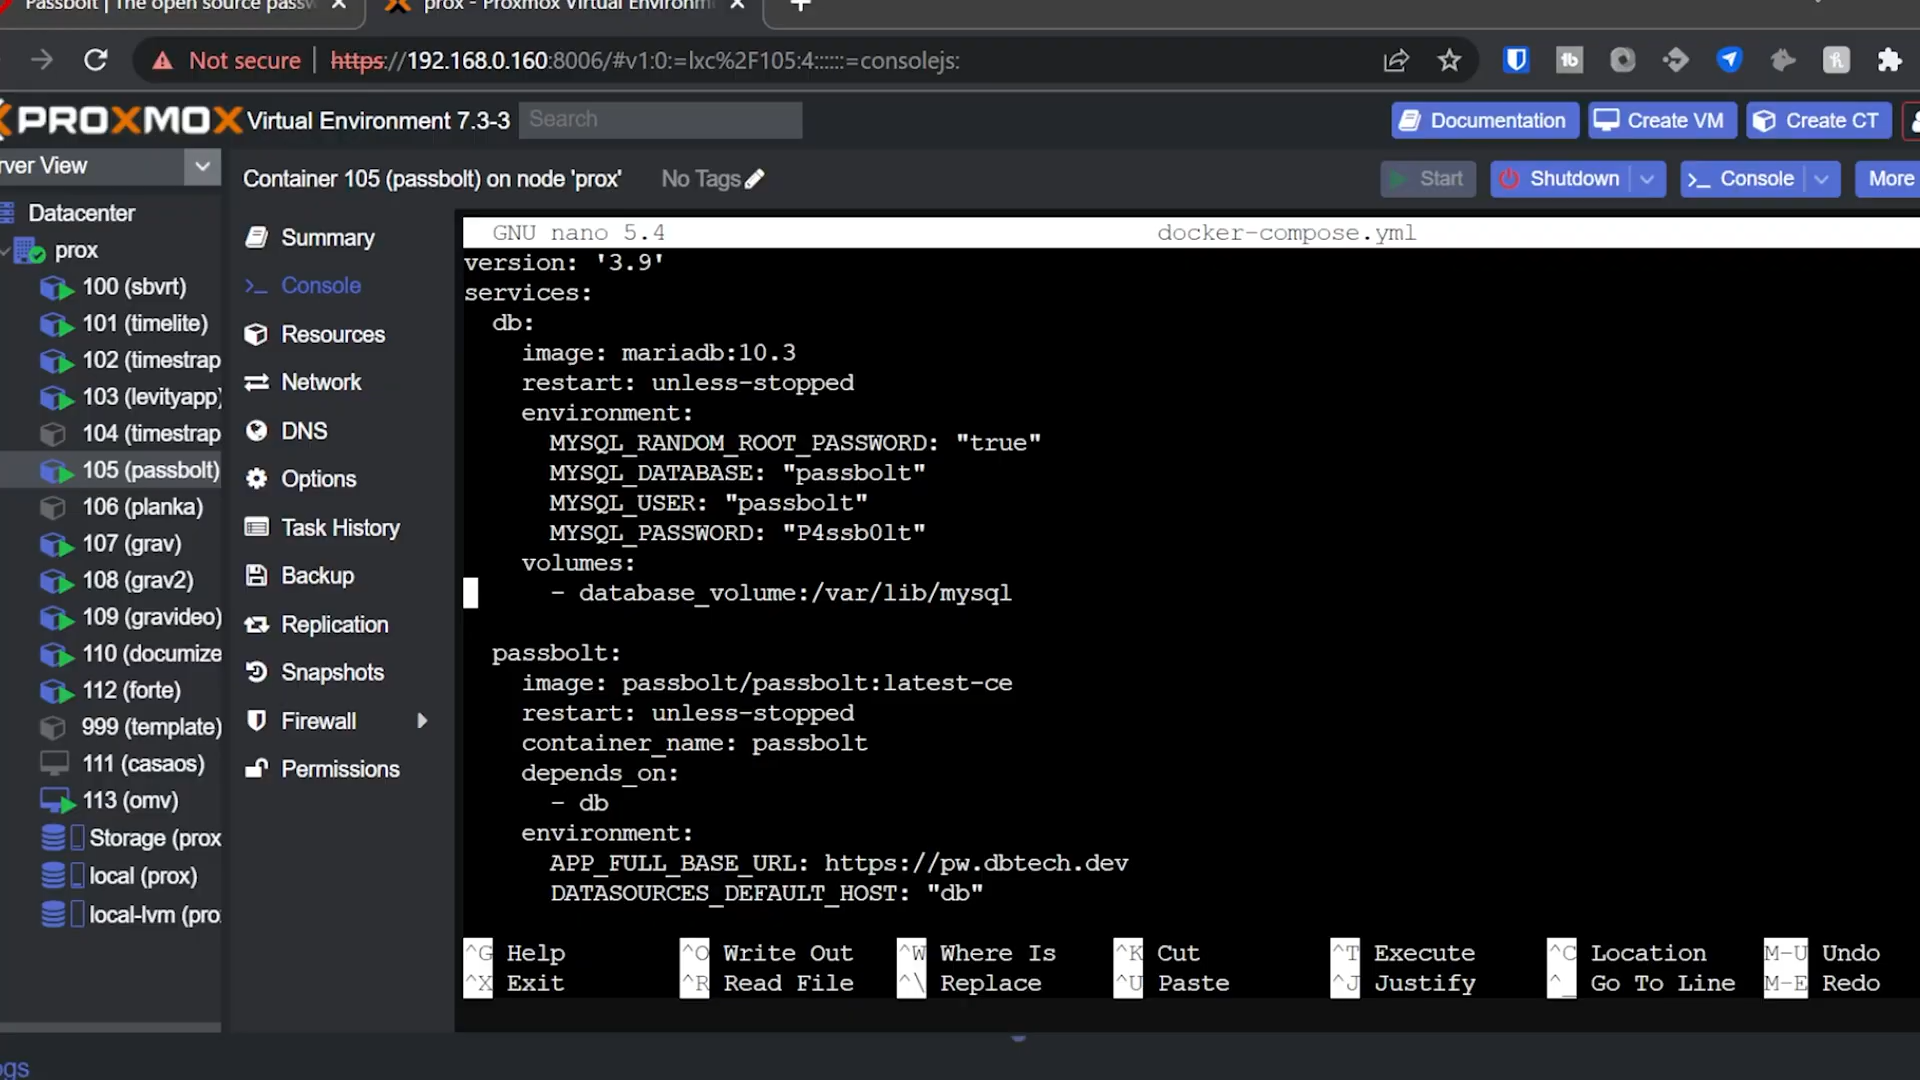 Passbolt | The open source pass
prox - Proxmox Virtual Environm
Not secure | https://192.168.0.160:8006/#v1:0:=lxc%2F105:4::::::=consolejs:
PROXMOX Virtual Environment 7.3-3 Search Documentation Create VM Create CT
rver View
Container 105 (passbolt) on node 'prox' No Tags Start Shutdown Console More
Datacenter
prox
100 (sbvrt)
101 (timelite)
102 (timestrap
103 (levityapp)
104 (timestrap
105 (passbolt)
106 (planka)
107 (grav)
108 (grav2)
109 (gravideo)
110 (documize
112 (forte)
999 (template)
111 (casaos)
113 (omv)
Storage (prox
local (prox)
local-lvm (pro
Summary
>_ Console
Resources
Network
DNS
Options
Task History
Backup
Replication
Snapshots
Firewall
Permissions
GNU nano 5.4 docker-compose.yml
version: '3.9'
services:
db:
image: mariadb:10.3
restart: unless-stopped
environment:
MYSQL_RANDOM_ROOT_PASSWORD: "true"
MYSQL_DATABASE: "passbolt"
MYSQL_USER: "passbolt"
MYSQL_PASSWORD: "P4ssb0lt"
volumes:
- database_volume:/var/lib/mysql
passbolt:
image: passbolt/passbolt:latest-ce
restart: unless-stopped
container_name: passbolt
depends_on:
- db
environment:
APP_FULL_BASE_URL: https://pw.dbtech.dev
DATASOURCES_DEFAULT_HOST: "db"
^G Help ^O Write Out ^W Where Is ^K Cut ^T Execute ^C Location M-U Undo
^X Exit ^R Read File ^\ Replace ^U Paste ^J Justify ^_ Go To Line M-E Redo
ogs